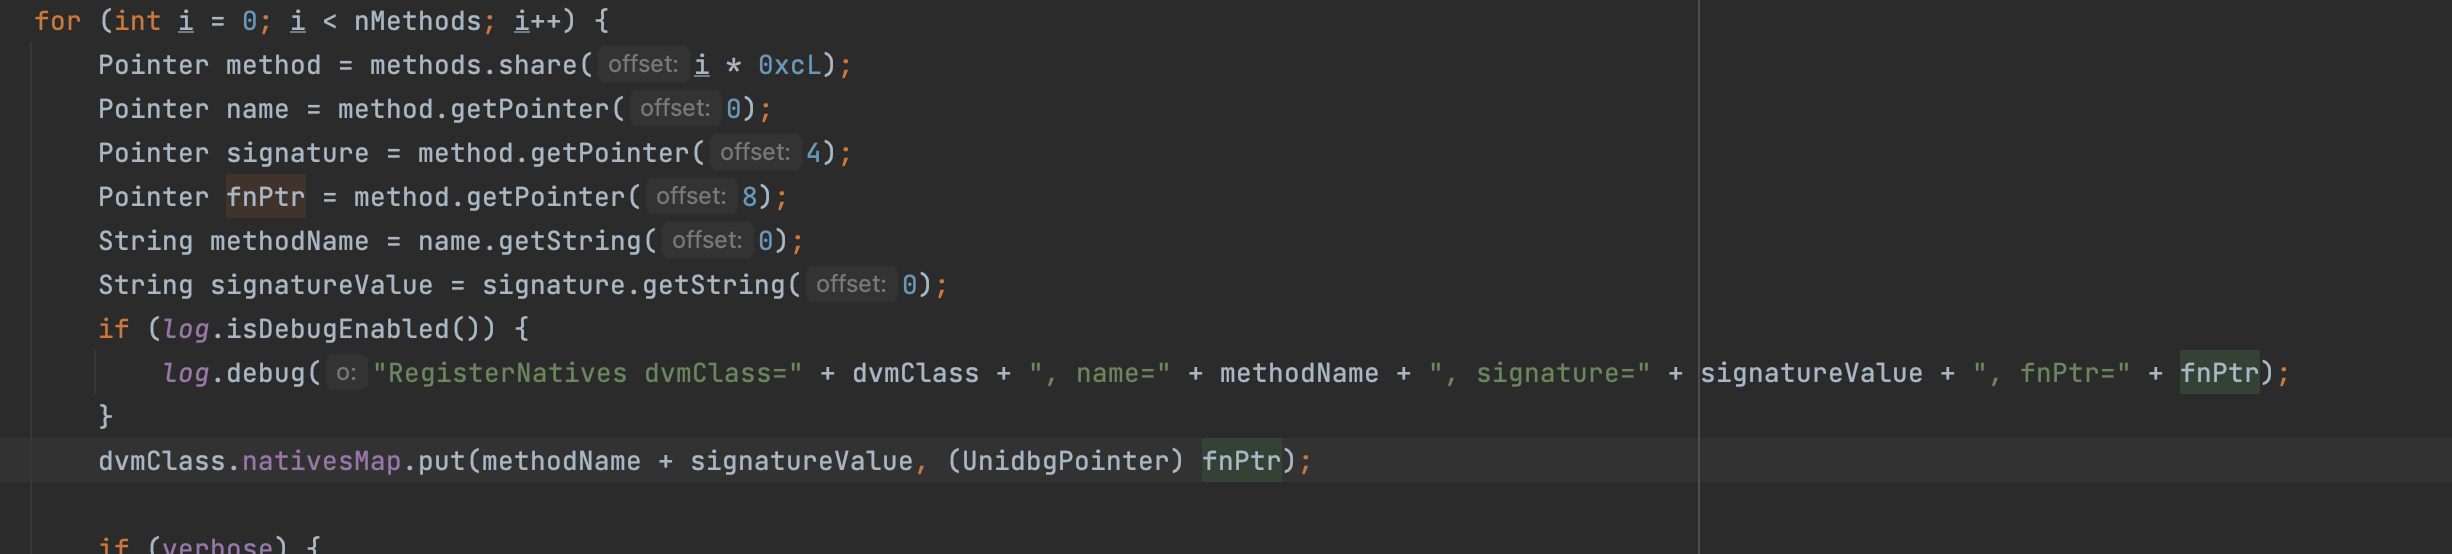 for (int i = 0; i < nMethods; i++) {
    Pointer method = methods.share( offset: i * 0xcL);
    Pointer name = method.getPointer( offset: 0);
    Pointer signature = method.getPointer( offset: 4);
    Pointer fnPtr = method.getPointer( offset: 8);
    String methodName = name.getString( offset: 0);
    String signatureValue = signature.getString( offset: 0);
    if (log.isDebugEnabled()) {
        log.debug( o: "RegisterNatives dvmClass=" + dvmClass + ", name=" + methodName + ", signature=" + signatureValue + ", fnPtr=" + fnPtr);
    }
    dvmClass.nativesMap.put(methodName + signatureValue, (UnidbgPointer) fnPtr);
    if (verbose) {